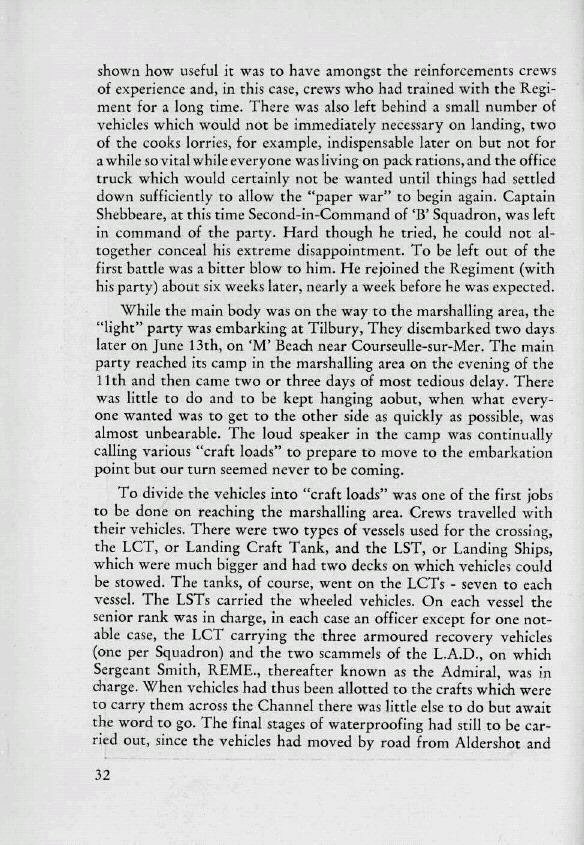 shown how useful it was to have amongst the reinforcements crews
of experience and, in this case, crews who had trained with the Regi-
ment for a long time. There was also left behind a small number of
vehicles which would not be immediately necessary on landing, two
of the cooks lorries, for example, indispensable later on but not for
a while so vital while everyone was living on pack rations, and the office
truck which would certainly not be wanted until things had settled
down sufficiently to allow the "paper war" to begin again. Captain
Shebbeare, at this time Second-in-Command of 'B' Squadron, was left
in command of the party. Hard though he tried, he could not al-
together conceal his extreme disappointment. To be left out of the
first battle was a bitter blow to him. He rejoined the Regiment (with
his party) about six weeks later, nearly a week before he was expected.
While the main body was on the way to the marshalling area, the
"light" party was embarking at Tilbury, They disembarked two days
later on June 13th, on 'M' Beach near Courseulle-sur-Mer. The main
party reached its camp in the marshalling area on the evening of the
11th and then came two or three days of most tedious delay. There
was little to do and to be kept hanging aobut, when what every-
one wanted was to get to the other side as quickly as possible, was
almost unbearable. The loud speaker in the camp was continually
calling various "craft loads" to prepare to move to the embarkation
point but our turn seemed never to be coming.
To divide the vehicles into "craft loads" was one of the first jobs
to be done on reaching the marshalling area. Crews travelled with
their vehicles. There were two types of vessels used for the crossing,
the LCT, or Landing Craft Tank, and the LST, or Landing Ships,
which were much bigger and had two decks on which vehicles could
be stowed. The tanks, of course, went on the LCTs - seven to each
vessel. The LSTs carried the wheeled vehicles. On each vessel the
senior rank was in charge, in each case an officer except for one not-
able case, the LCT carrying the three armoured recovery vehicles
(one per Squadron) and the two scammels of the L.A.D., on which
Sergeant Smith, REME., thereafter known as the Admiral, was in
charge. When vehicles had thus been allotted to the crafts which were
to carry them across the Channel there was little else to do but await
the word to go. The final stages of waterproofing had still to be car-
ried out, since the vehicles had moved by road from Aldershot and
32